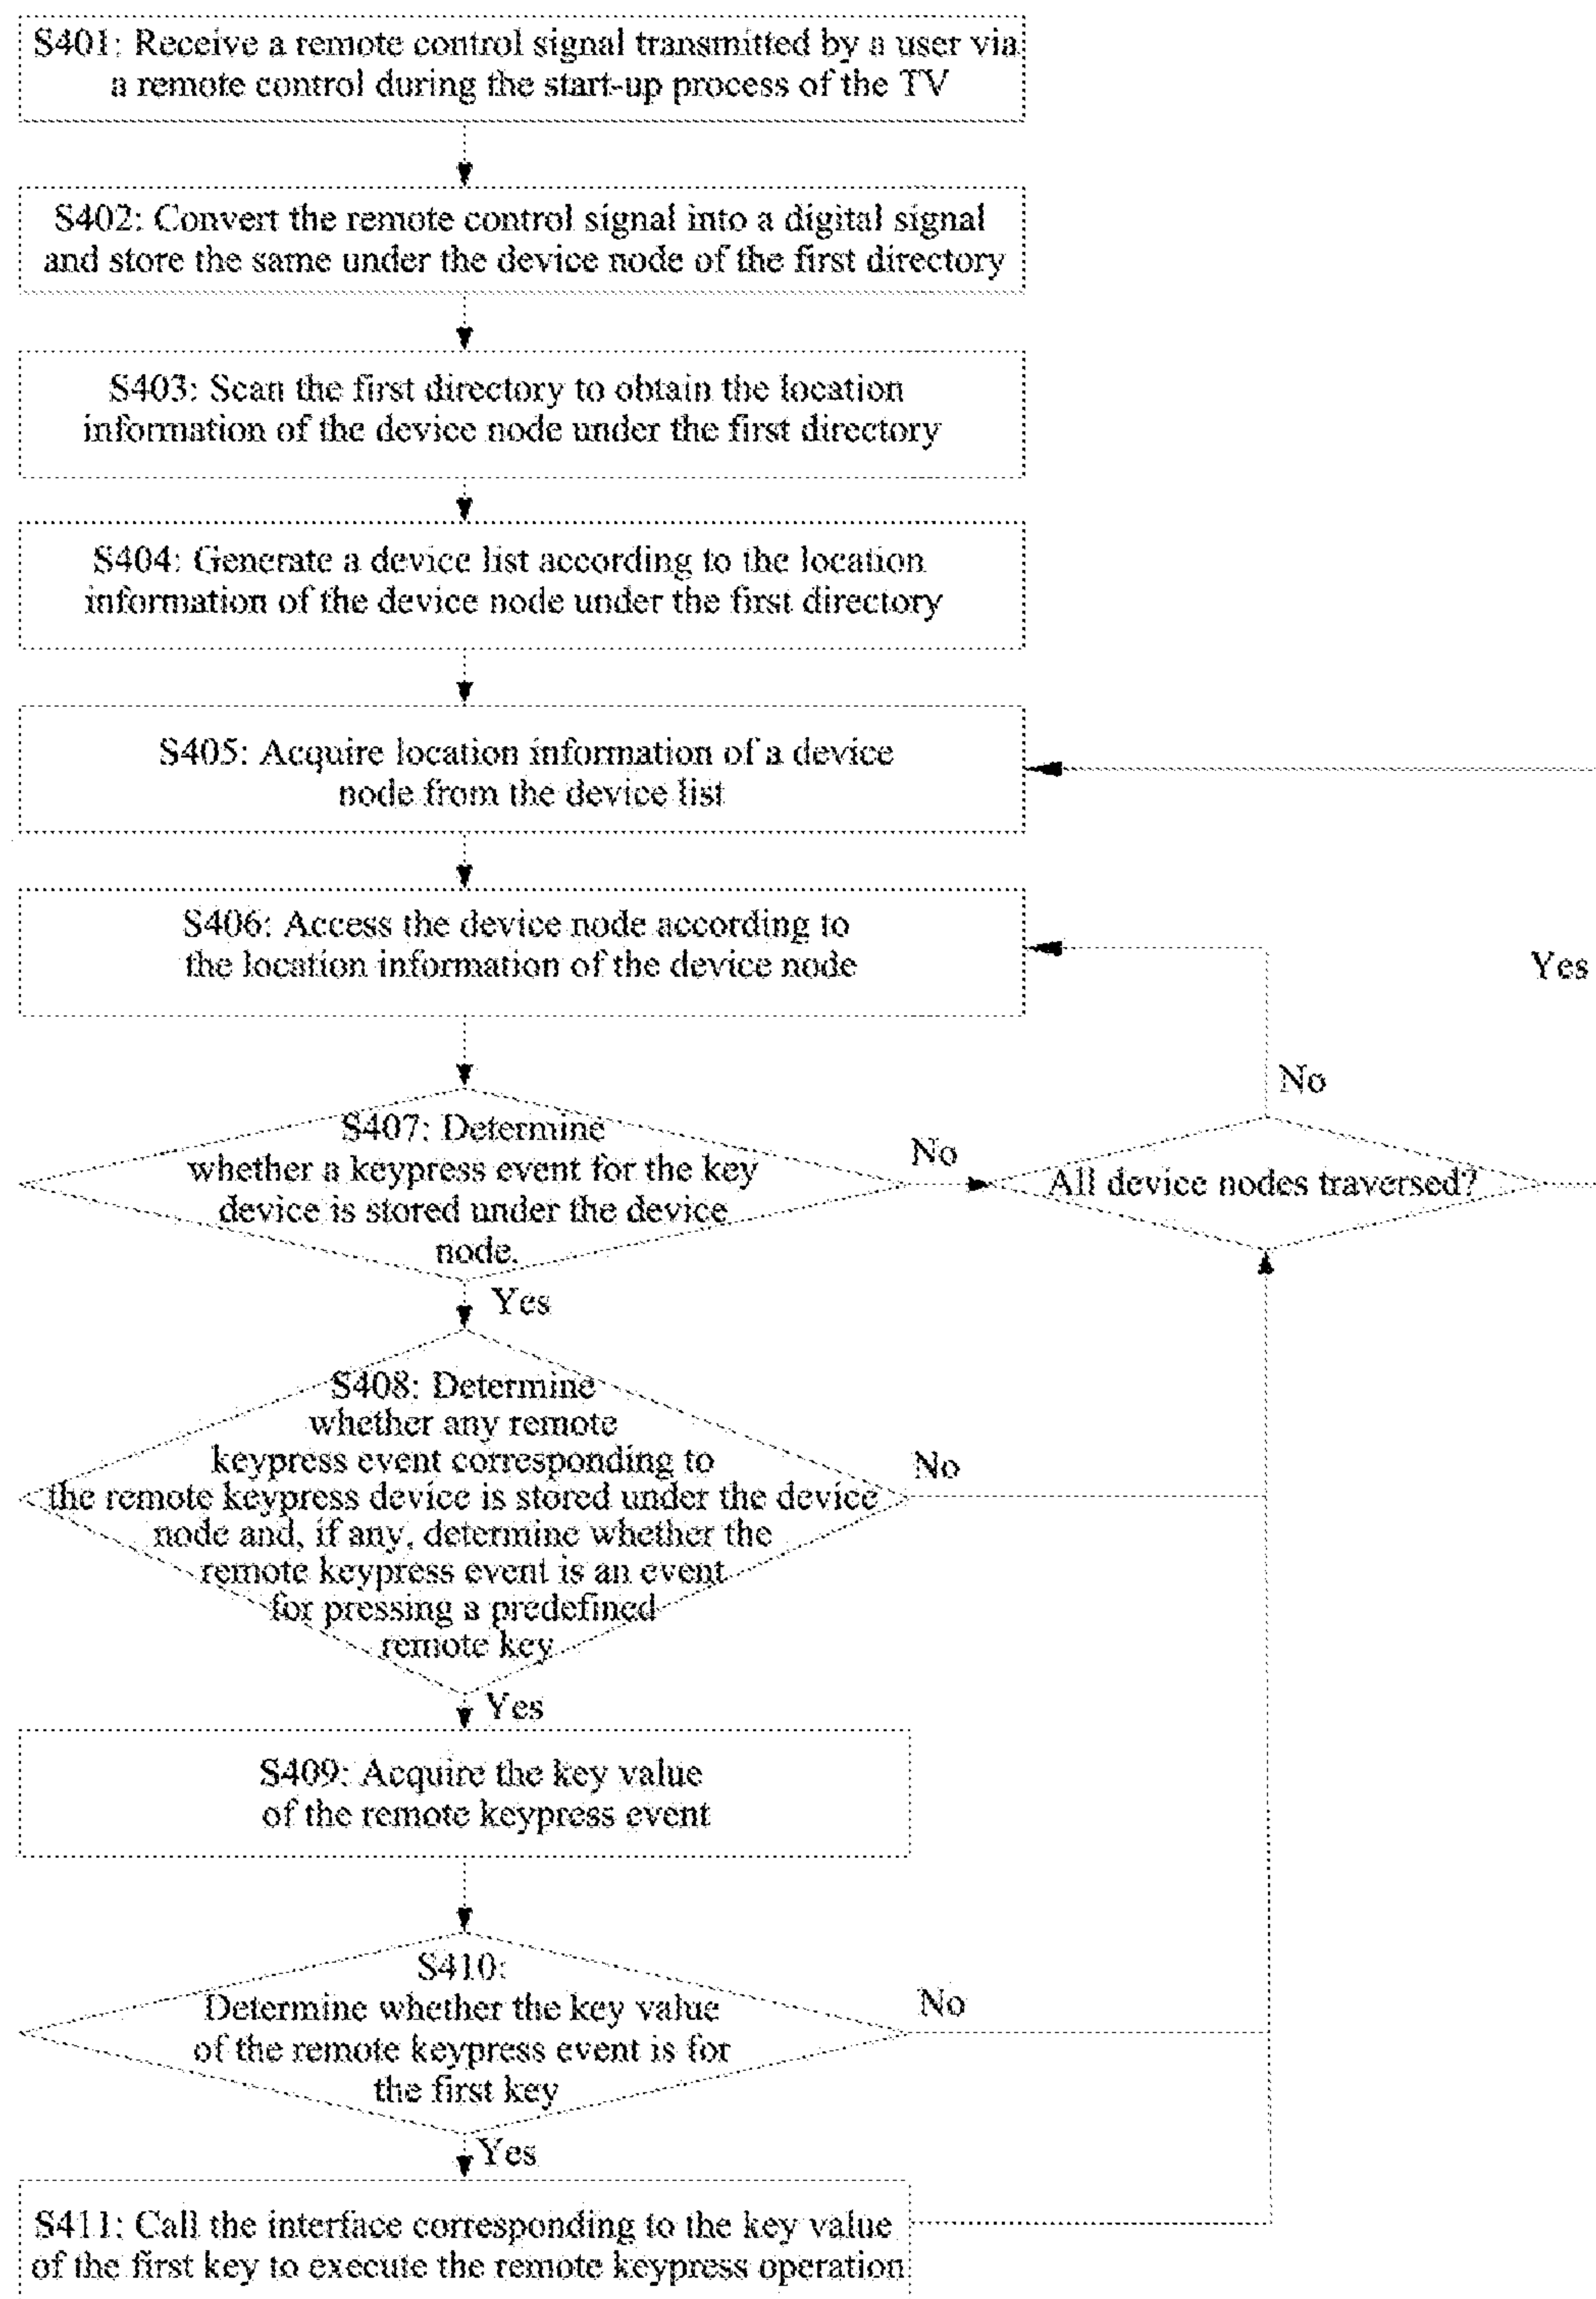 S401: Receive a remote control signal transmitted by a user via
a remote control during the start-up process of the TV
S402: Convert the remote control signal into a digital signal
and store the same under the device node of the first directory
S403: Scan the first directory to obtain the location
information of the device node under the first directory
S404: Generate a device list according to the location
information of the device node under the first directory
S405: Acquire location information of a device
node from the device list
S406: Access the device node according to
the location information of the device node
Yes
No
S407: Determine
whether a keypress event for the key
device is stored under the device
node.
No
All device nodes traversed?
Yes
S408: Determine
whether any remote
keypress event corresponding to
the remote keypress device is stored under the device
node and, if any, determine whether the
remote keypress event is an event
for pressing a predefined
remote key
No
Yes
S409: Acquire the key value
of the remote keypress event
S410:
Determine whether the key value
of the remote keypress event is for
the first key
No
Yes
S411: Call the interface corresponding to the key value
of the first key to execute the remote keypress operation